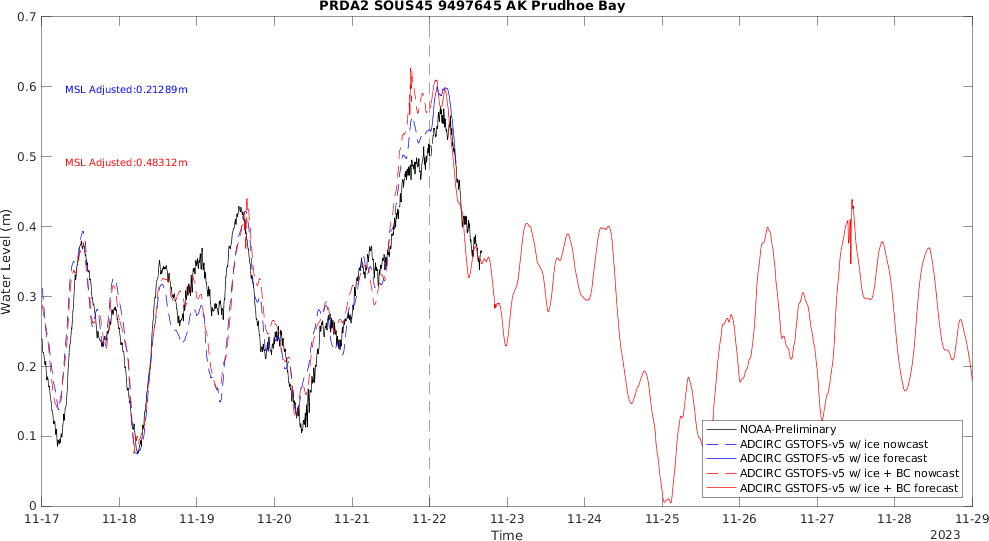 PRDA2 SOUS45 9497645 AK Prudhoe Bay
0.7
0.6
0.5
0.4
0.3
0.2
0.1
0
Water Level (m)
MSL Adjusted:0.21289m
MSL Adjusted:0.48312m
NOAA-Preliminary
ADCIRC GSTOFS-v5 w/ ice nowcast
ADCIRC GSTOFS-v5 w/ ice forecast
ADCIRC GSTOFS-v5 w/ ice + BC nowcast
ADCIRC GSTOFS-v5 w/ ice + BC forecast
11-17 11-18 11-19 11-20 11-21 11-22 11-23 11-24 11-25 11-26 11-27 11-28 11-29
Time
2023